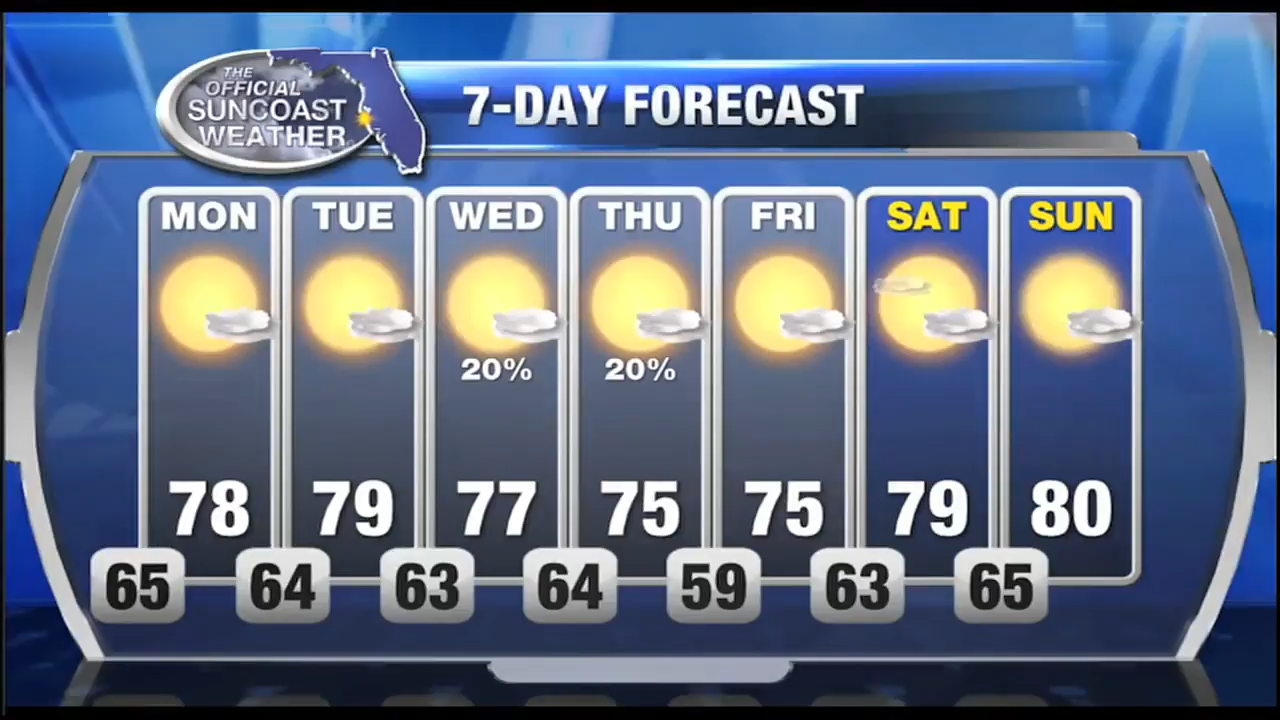 THE
OFFICIAL
SUNCOAST
WEATHER
7-DAY FORECAST
MON TUE WED THU FRI SAT SUN
20% 20%
78 79 77 75 75 79 80
65 64 63 64 59 63 65